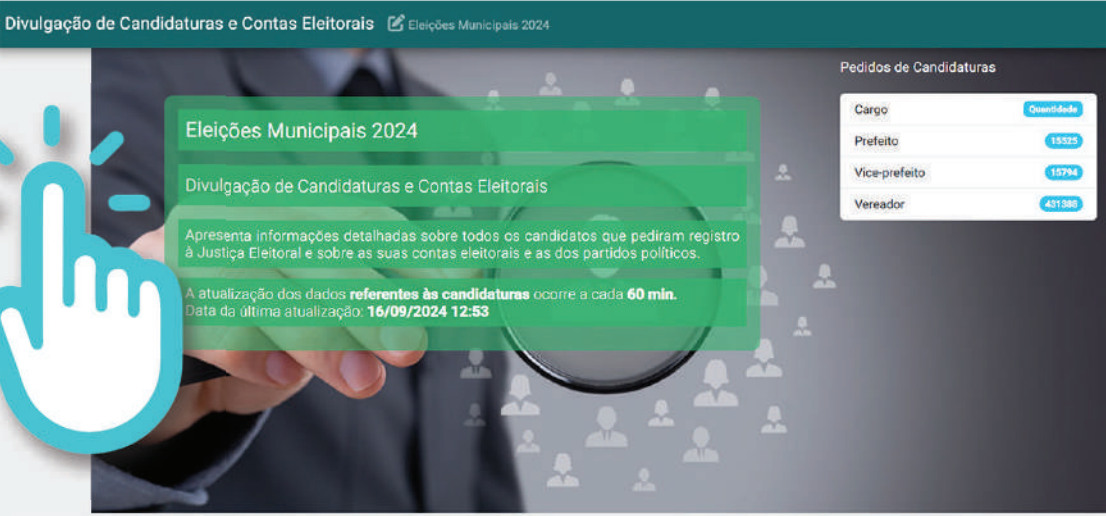 Divulgação de Candidaturas e Contas Eleitorais Eleições Municipais 2024
Eleições Municipais 2024
Divulgação de Candidaturas e Contas Eleitorais
Apresenta informações detalhadas sobre todos os candidatos que pediram registro
à Justiça Eleitoral e sobre as suas contas eleitorais e as dos partidos políticos.
A atualização dos dados referentes às candidaturas ocorre a cada 60 min.
Data da última atualização: 16/09/2024 12:53
Pedidos de Candidaturas
Cargo Quantidade
Prefeito 15525
Vice-prefeito 15794
Vereador 431388